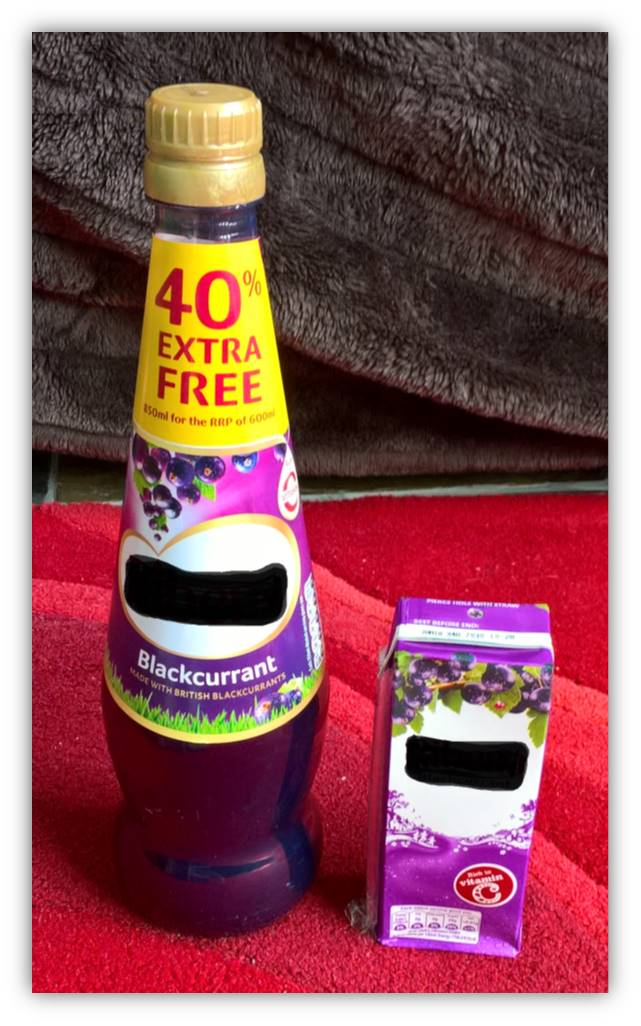 40%
EXTRA
FREE
850ml for the RRP of 600ml
Blackcurrant
MADE WITH BRITISH BLACKCURRANTS
PIERCE HOLE WITH STRAW
BEST BEFORE END:
Rich in
vitamin
C